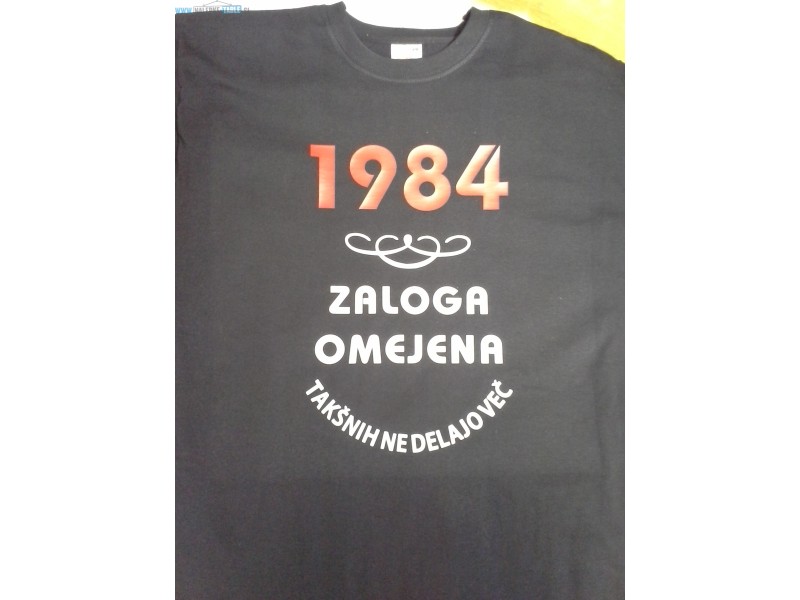 1984
ZALOGA
OMEJENA
TAKŠNIH NE DELAJO VEČ